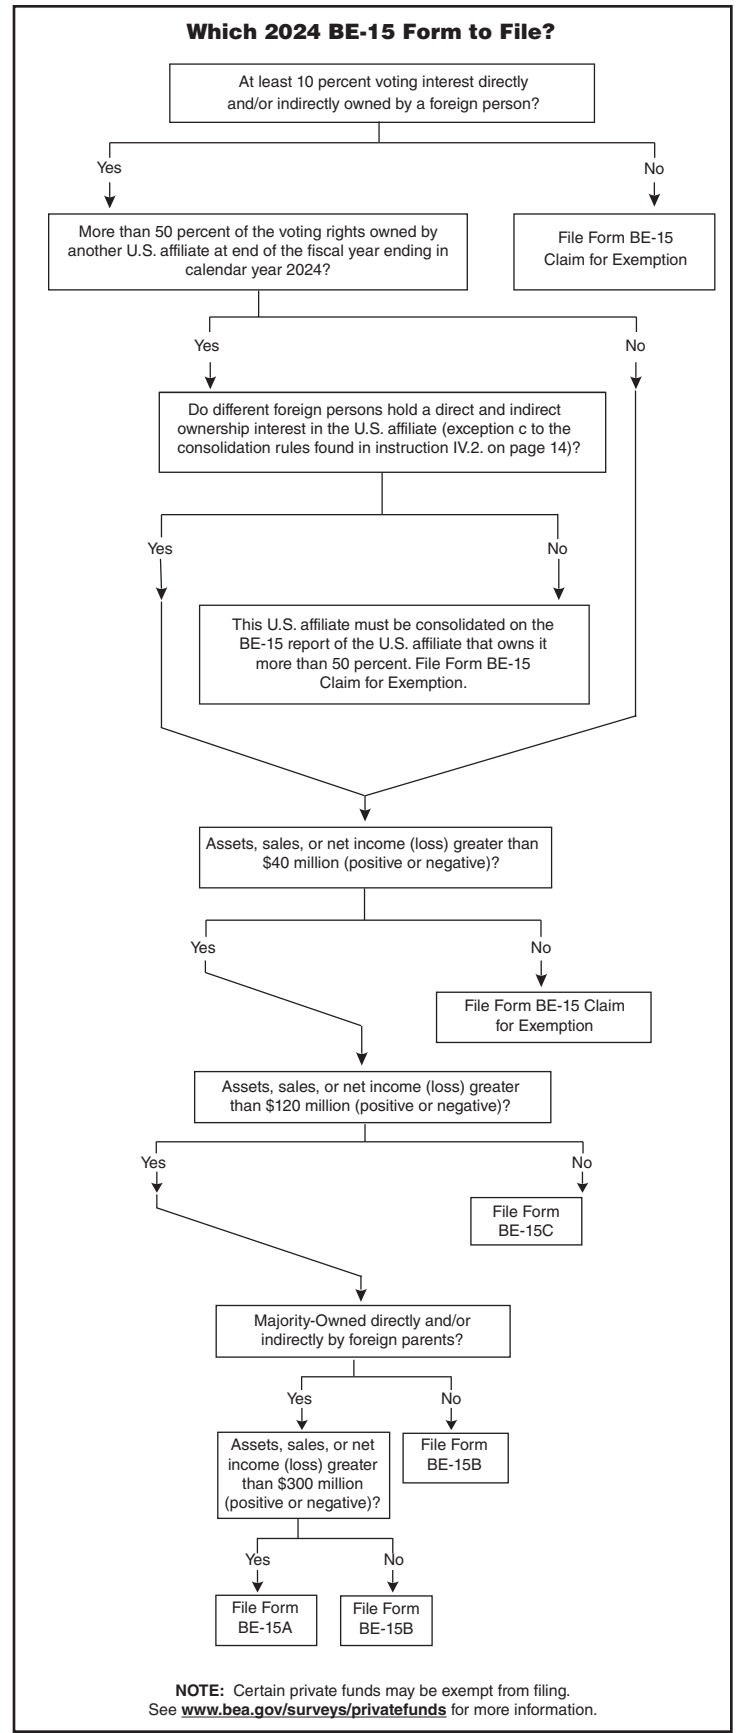 Which 2024 BE-15 Form to File?
At least 10 percent voting interest directly
and/or indirectly owned by a foreign person?
Yes
No
More than 50 percent of the voting rights owned by
another U.S. affiliate at end of the fiscal year ending in
calendar year 2024?
File Form BE-15
Claim for Exemption
Yes
No
Do different foreign persons hold a direct and indirect
ownership interest in the U.S. affiliate (exception c to the
consolidation rules found in instruction IV.2. on page 14)?
Yes
No
This U.S. affiliate must be consolidated on the
BE-15 report of the U.S. affiliate that owns it
more than 50 percent. File Form BE-15
Claim for Exemption.
Assets, sales, or net income (loss) greater than
$40 million (positive or negative)?
Yes
No
File Form BE-15 Claim
for Exemption
Assets, sales, or net income (loss) greater
than $120 million (positive or negative)?
Yes
No
File Form
BE-15C
Majority-Owned directly and/or
indirectly by foreign parents?
Yes
No
Assets, sales, or net
income (loss) greater
than $300 million
(positive or negative)?
File Form
BE-15B
Yes
No
File Form
BE-15A
File Form
BE-15B
NOTE: Certain private funds may be exempt from filing.
See www.bea.gov/surveys/privatefunds for more information.